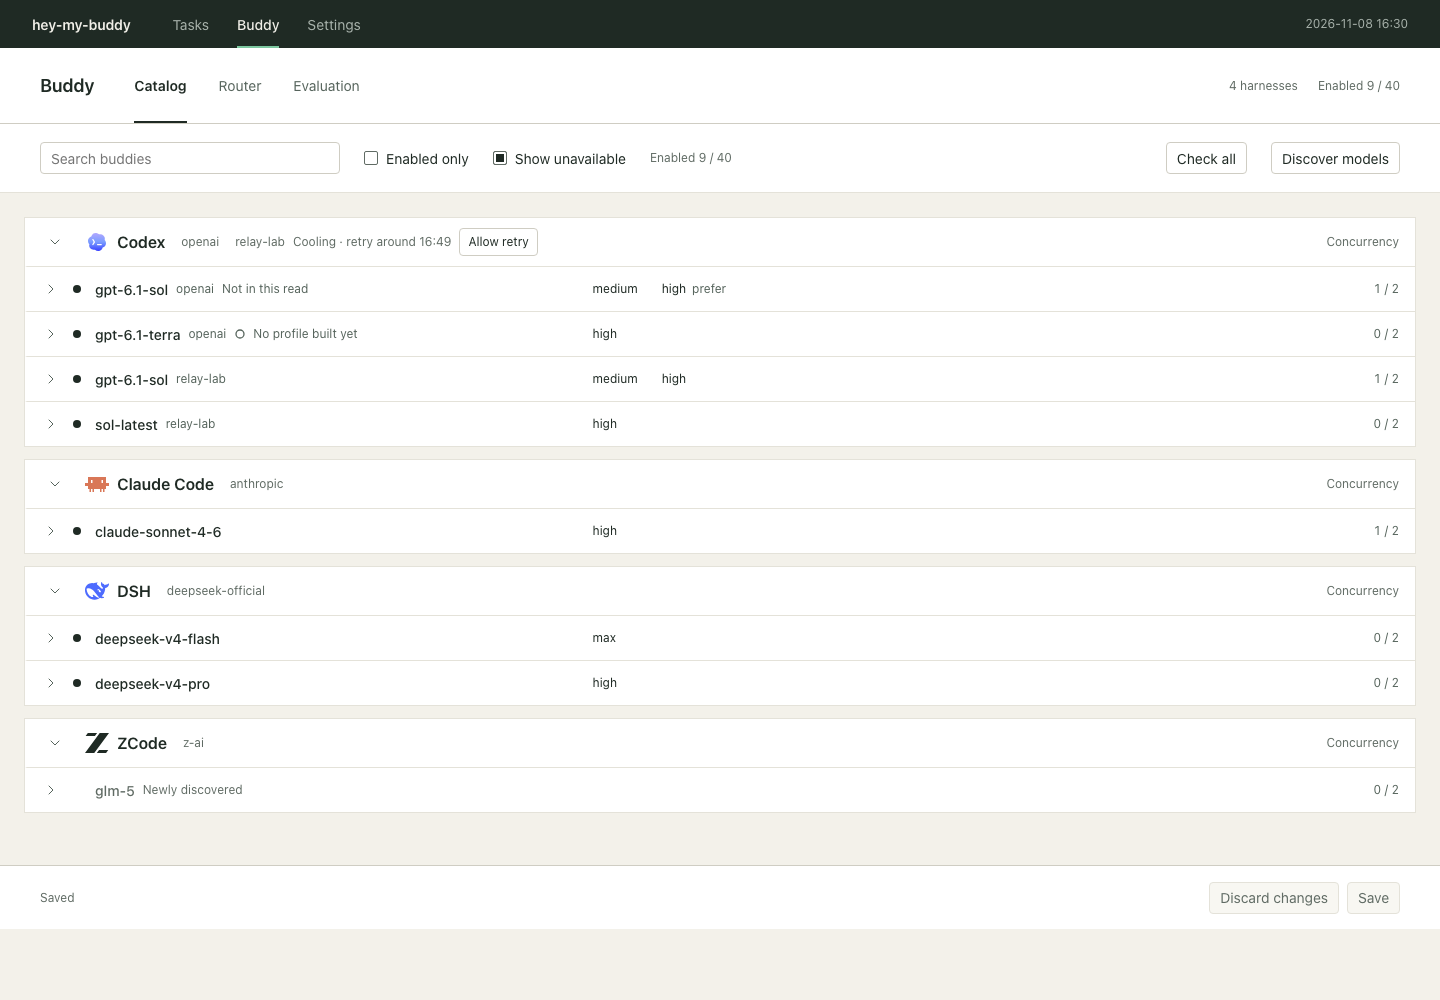 hey-my-buddy Tasks Buddy Settings 2026-11-08 16:30
Buddy Catalog Router Evaluation 4 harnesses Enabled 9 / 40
Search buddies Enabled only Show unavailable Enabled 9 / 40 Check all Discover models
Codex openai relay-lab Cooling · retry around 16:49 Allow retry Concurrency
gpt-6.1-sol openai Not in this read medium high prefer 1 / 2
gpt-6.1-terra openai No profile built yet high 0 / 2
gpt-6.1-sol relay-lab medium high 1 / 2
sol-latest relay-lab high 0 / 2
Claude Code anthropic Concurrency
claude-sonnet-4-6 high 1 / 2
DSH deepseek-official Concurrency
deepseek-v4-flash max 0 / 2
deepseek-v4-pro high 0 / 2
ZCode z-ai Concurrency
glm-5 Newly discovered 0 / 2
Saved Discard changes Save